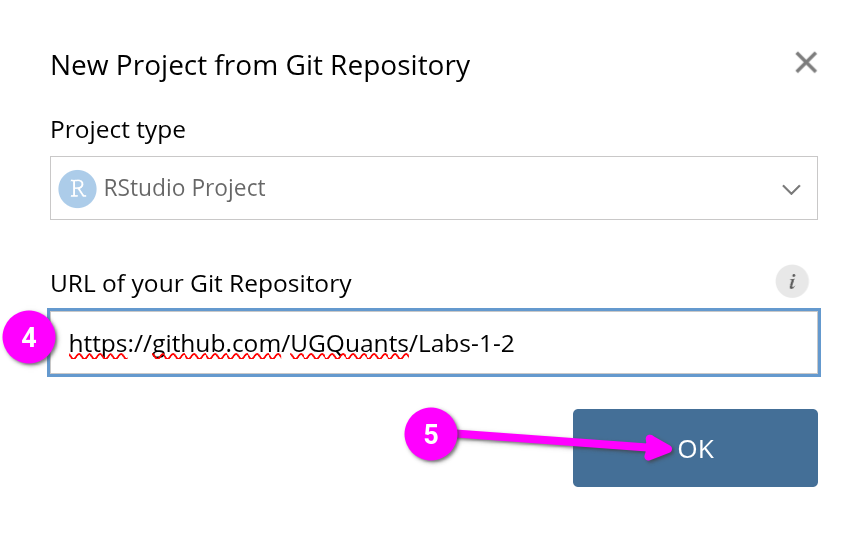 New Project from Git Repository
Project type
R RStudio Project
URL of your Git Repository
i
4
https://github.com/UGQuants/Labs-1-2
5
OK